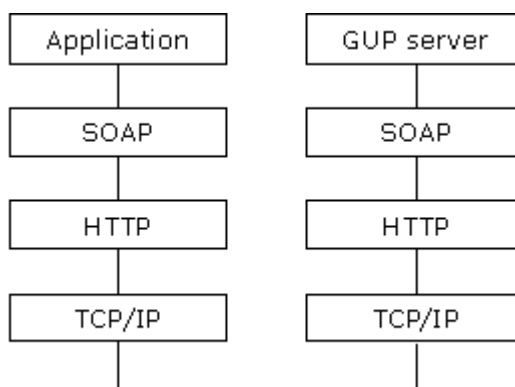 Application
GUP server
SOAP
SOAP
HTTP
HTTP
TCP/IP
TCP/IP